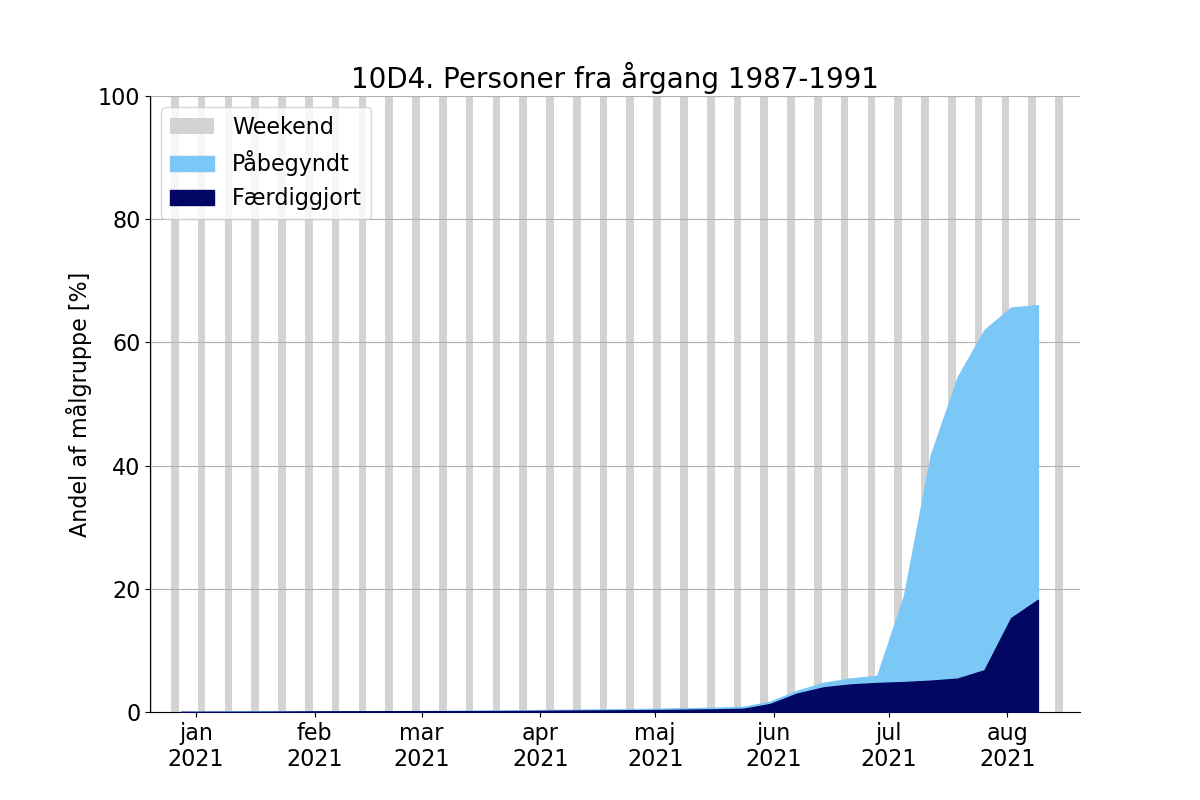 10D4. Personer fra årgang 1987-1991
Andel af målgruppe [%]
100
80
60
40
20
0
Weekend
Påbegyndt
Færdiggjort
jan feb mar apr maj jun jul aug
2021 2021 2021 2021 2021 2021 2021 2021